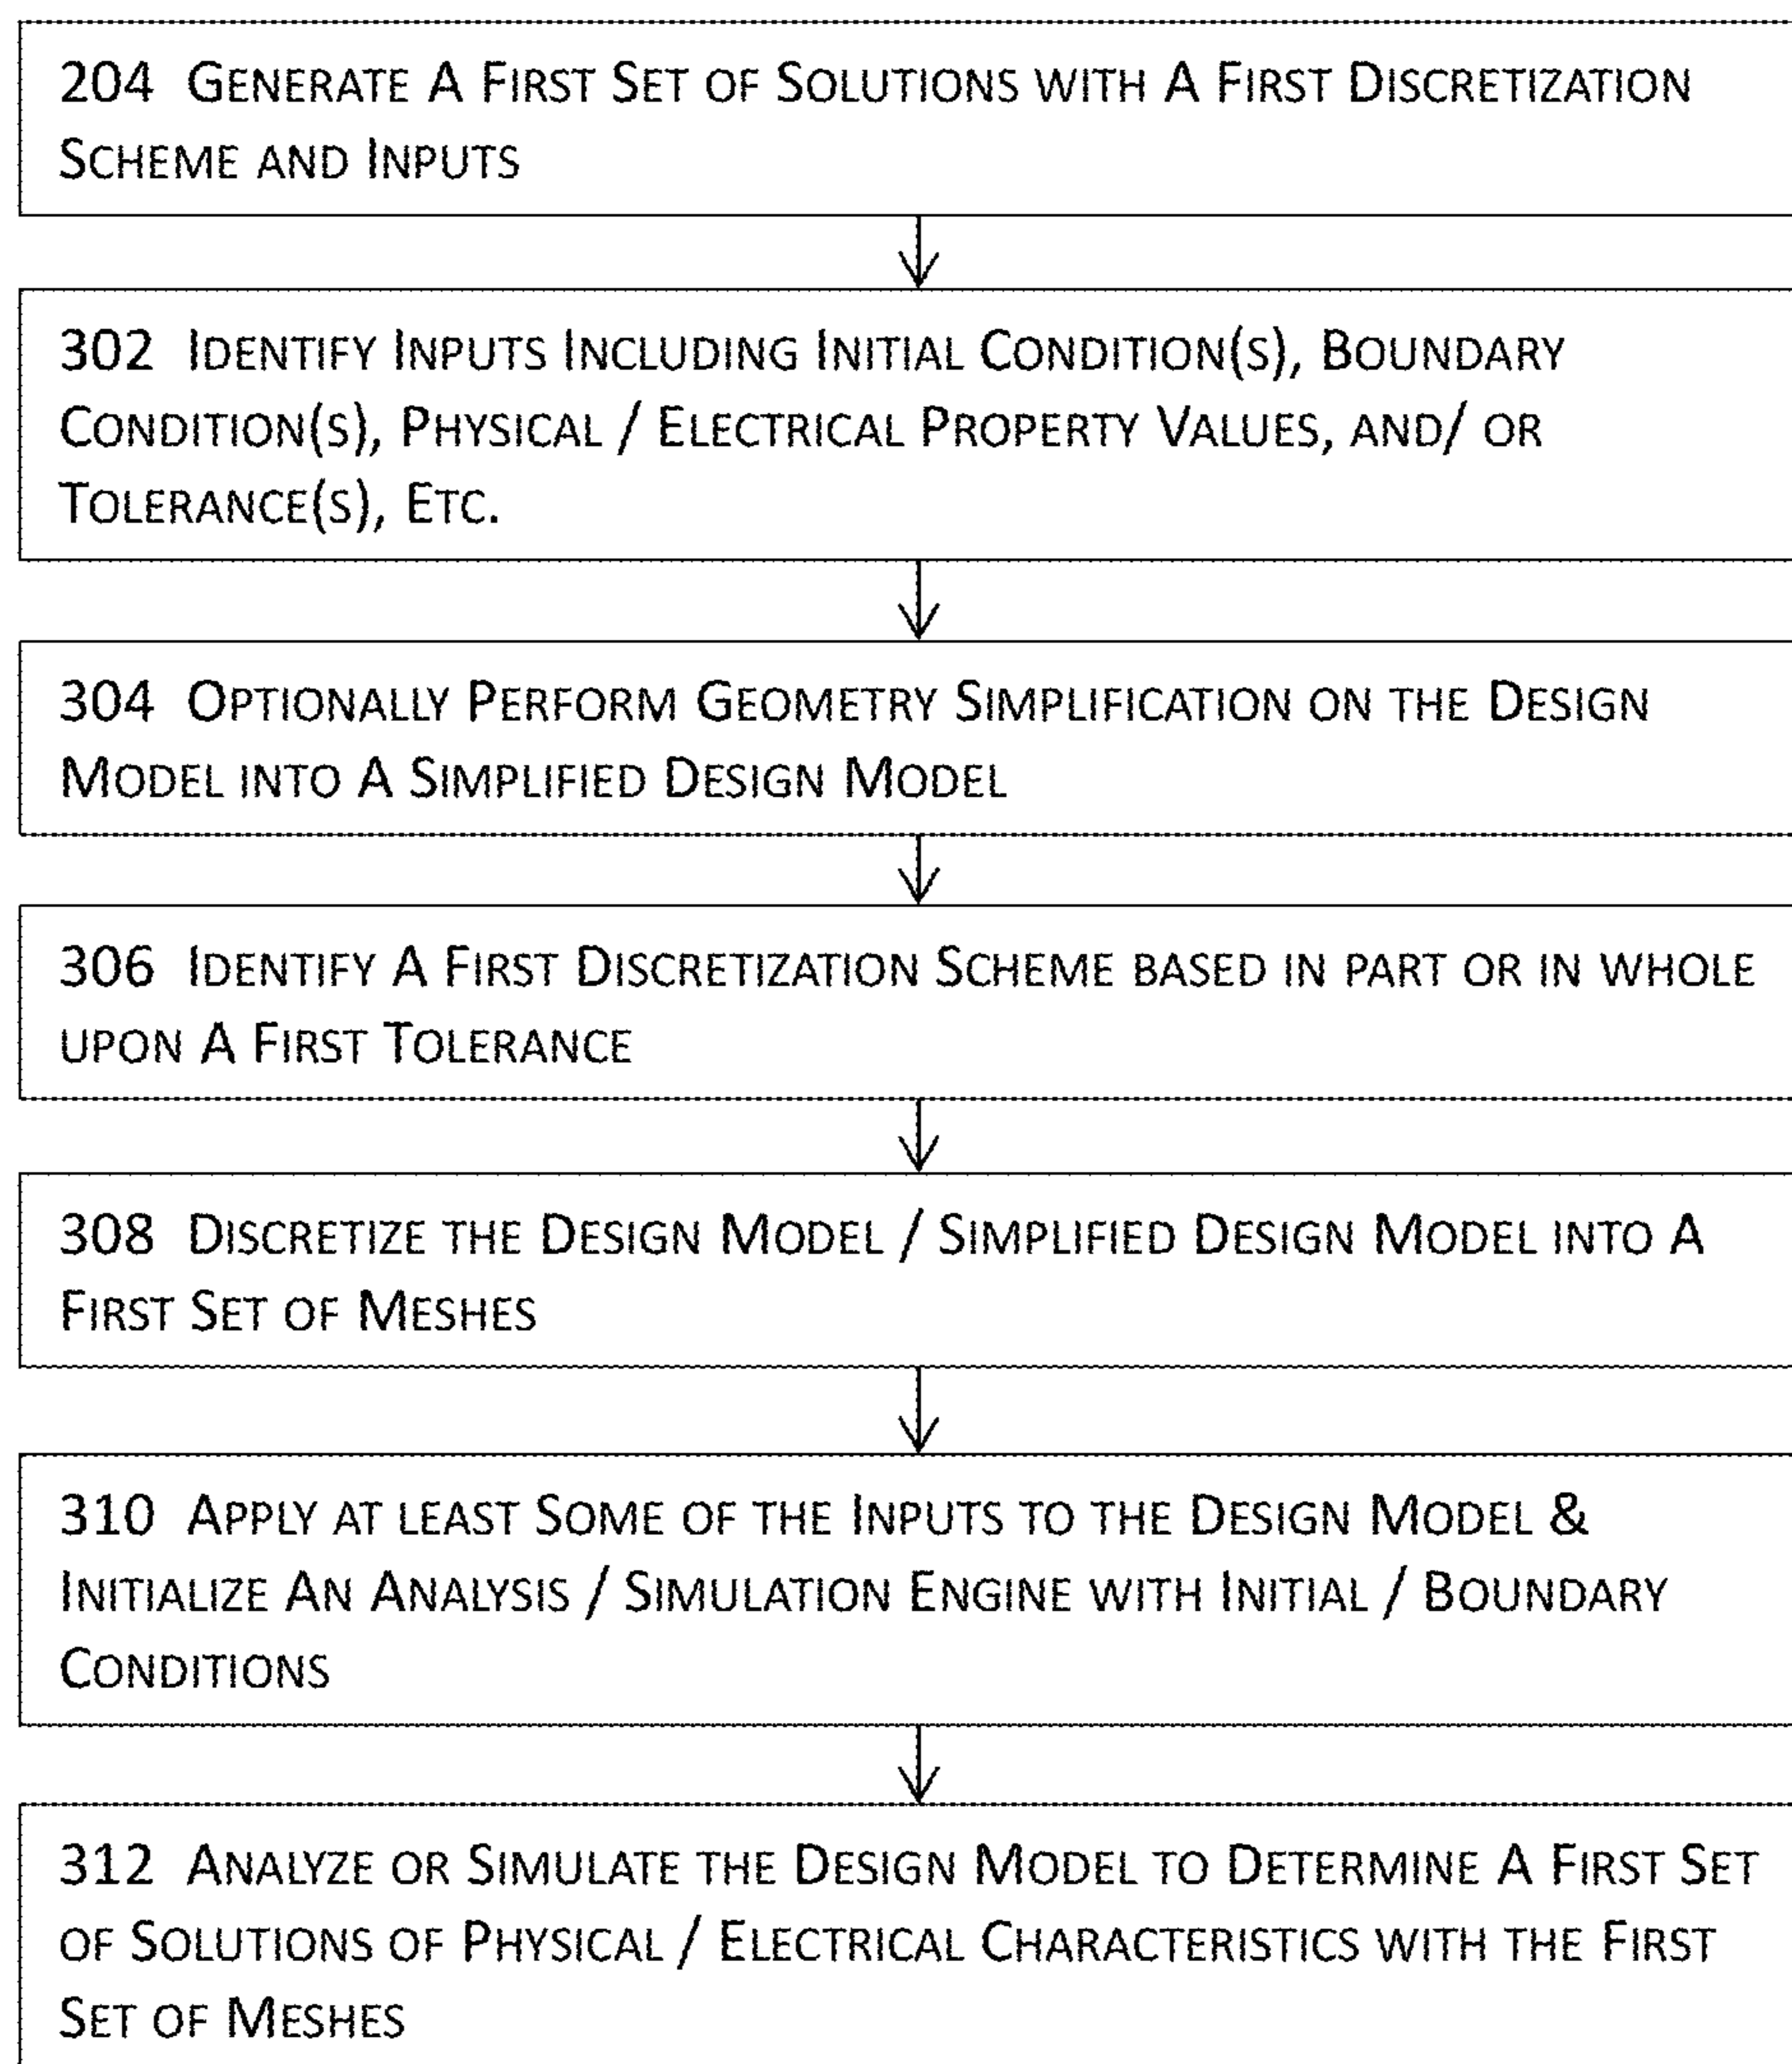 204 Generate A First Set of Solutions with A First Discretization
Scheme and Inputs
302 Identify Inputs Including Initial Condition(s), Boundary
Condition(s), Physical / Electrical Property Values, and/ or
Tolerance(s), Etc.
304 Optionally Perform Geometry Simplification on the Design
Model into A Simplified Design Model
306 Identify A First Discretization Scheme based in part or in whole
upon A First Tolerance
308 Discretize the Design Model / Simplified Design Model into A
First Set of Meshes
310 Apply at least Some of the Inputs to the Design Model &
Initialize An Analysis / Simulation Engine with Initial / Boundary
Conditions
312 Analyze or Simulate the Design Model to Determine A First Set
of Solutions of Physical / Electrical Characteristics with the First
Set of Meshes